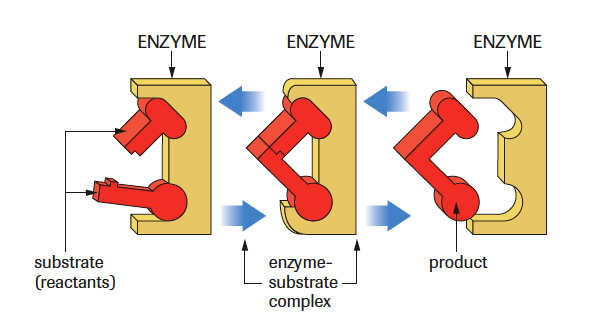 ENZYME
ENZYME
ENZYME
substrate
(reactants)
enzyme-
substrate
complex
product